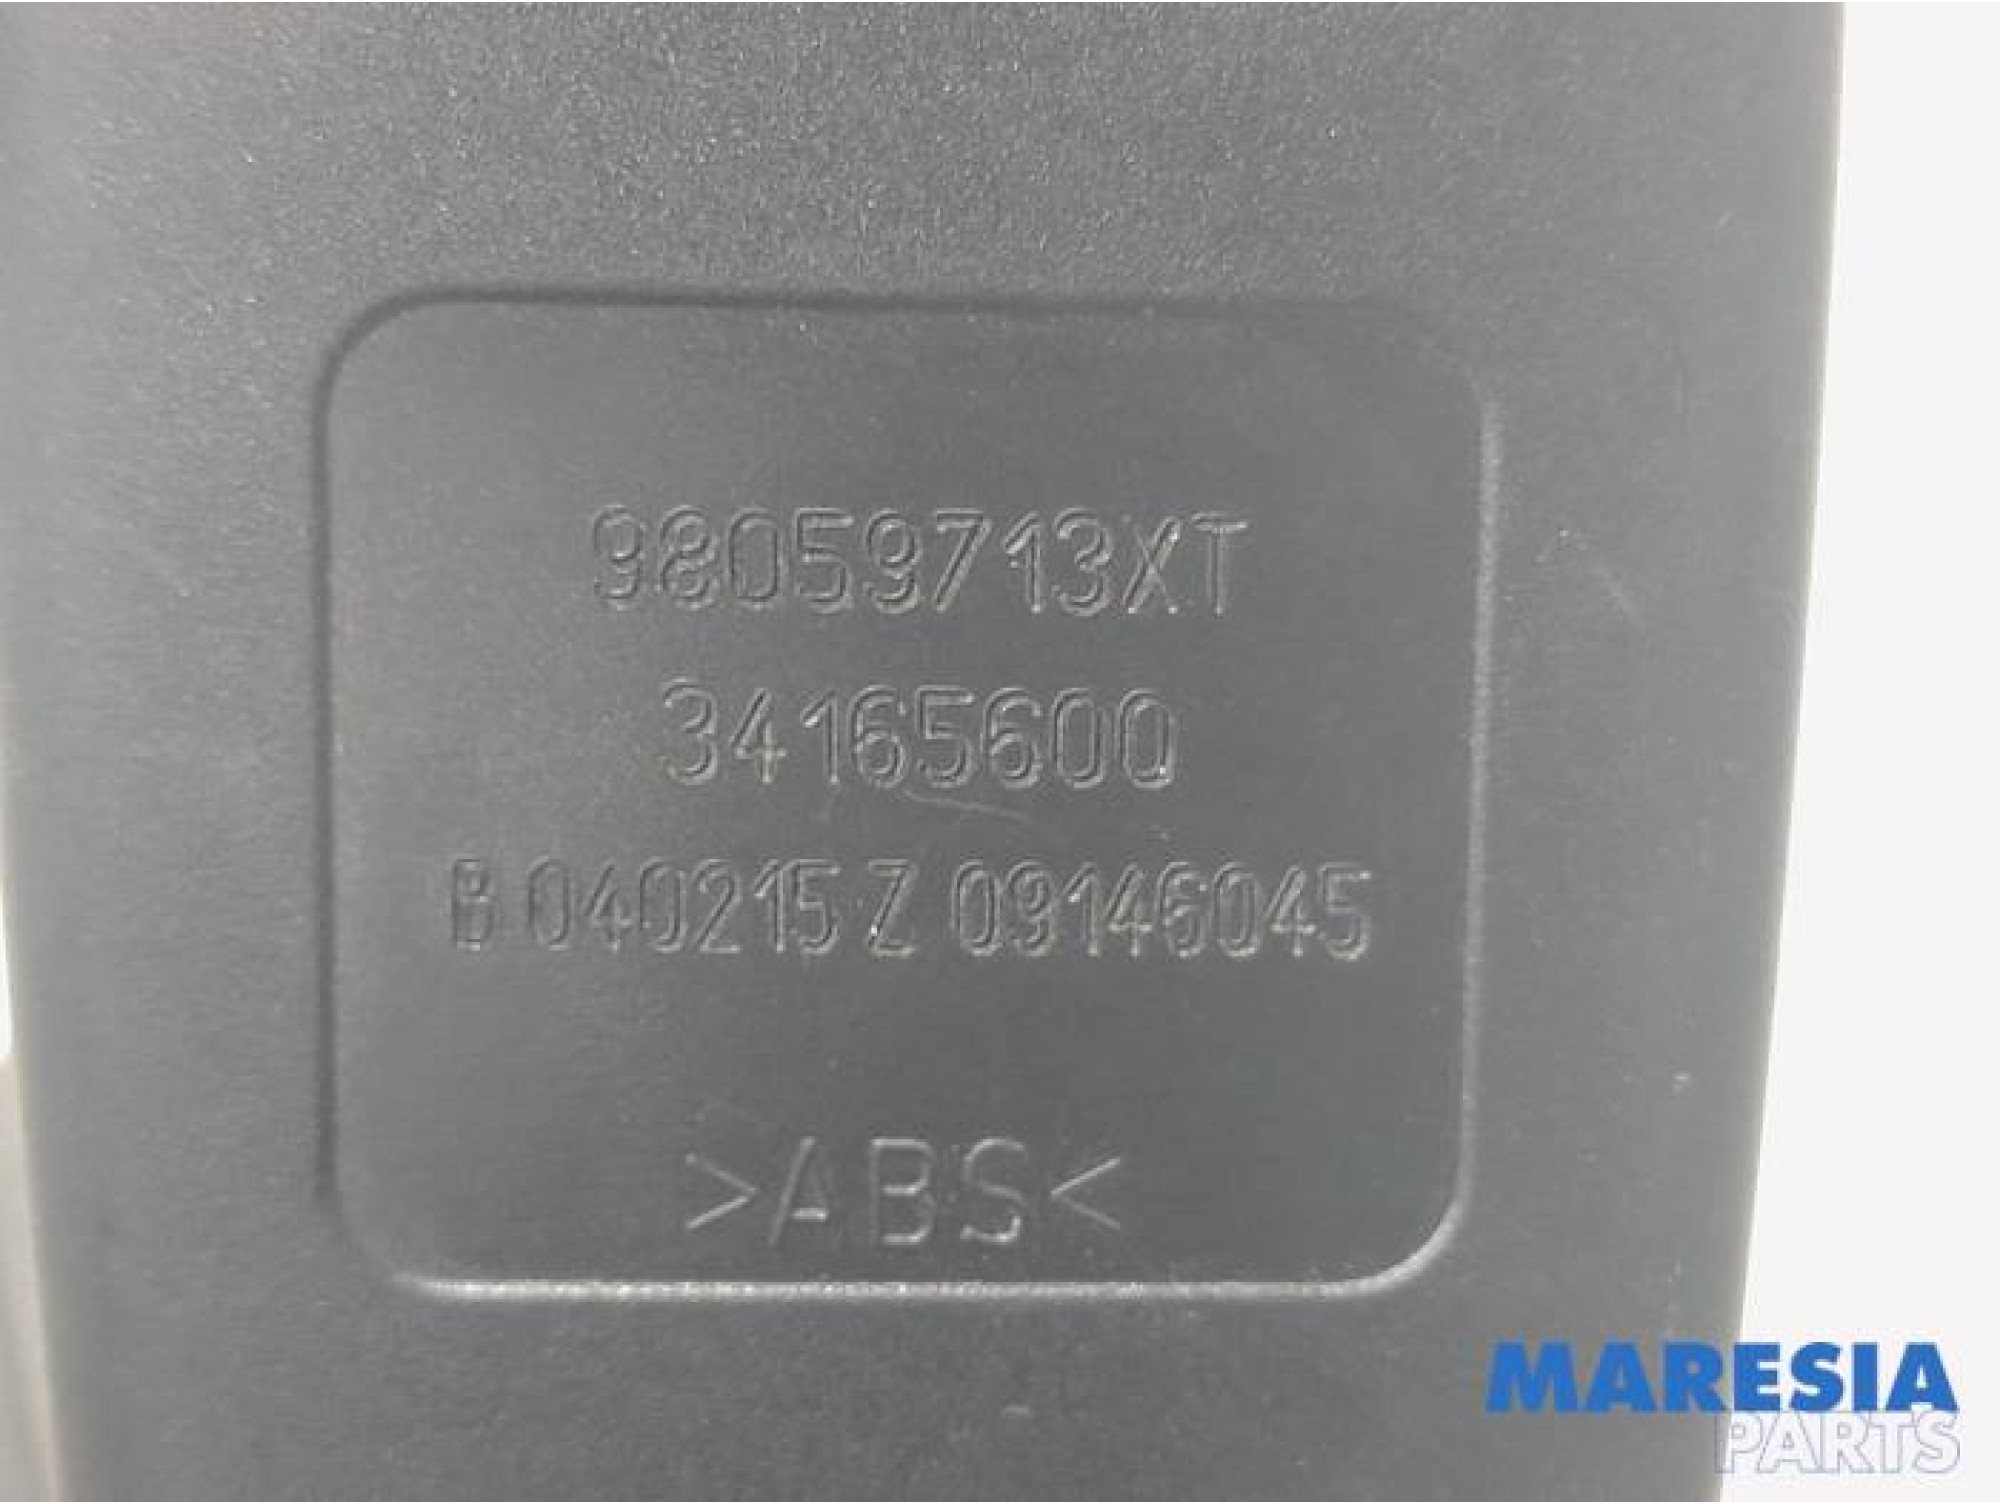 98059713XT
34165600
B 040215 Z 09146045
>ABS<
MARESIA
PARTS